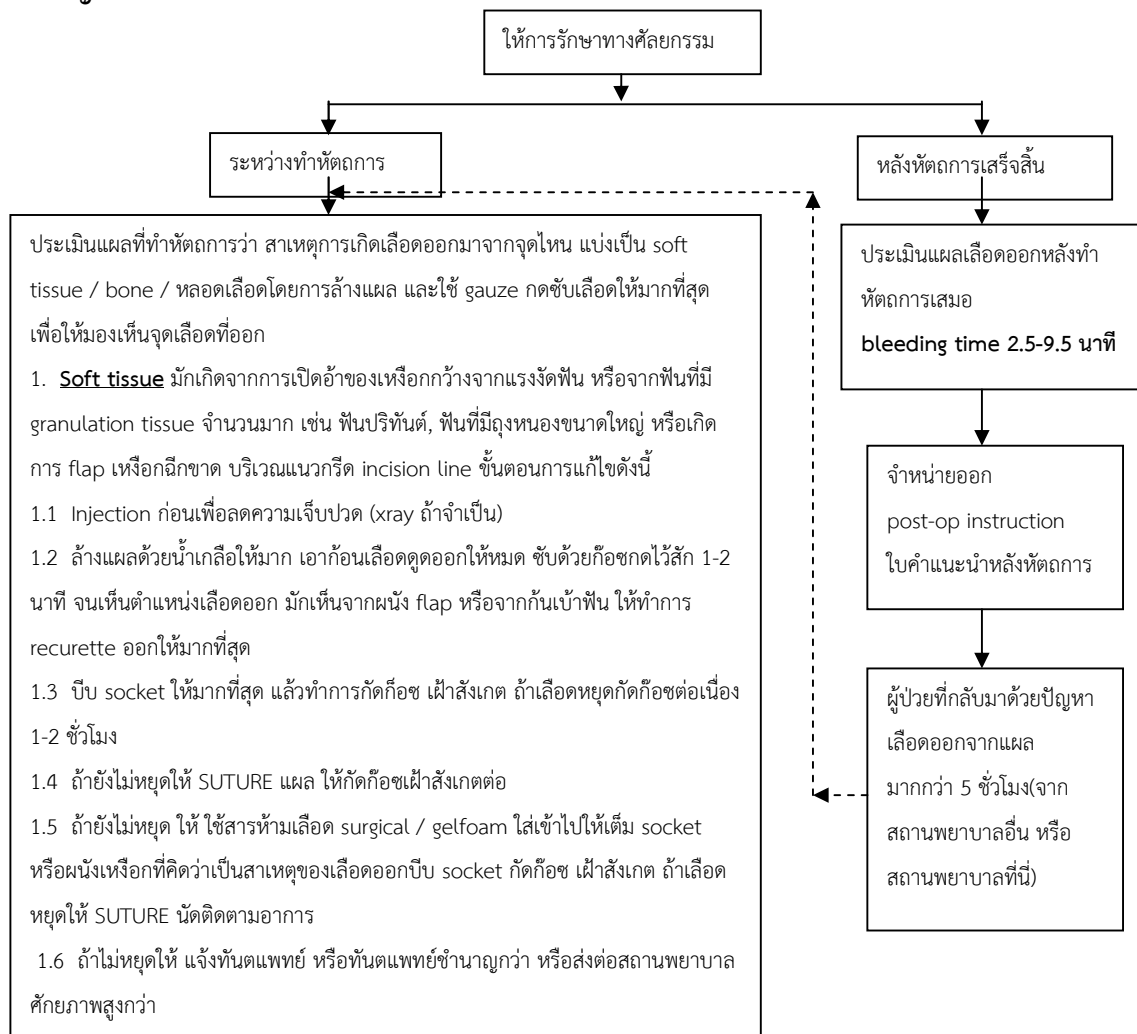 ให้การรักษาทางศัลยกรรม
ระหว่างทำหัตถการ
ประเมินแผลที่ทำหัตถการว่า สาเหตุการเกิดเลือดออกมาจากจุดไหน แบ่งเป็น soft
tissue / bone / หลอดเลือดโดยการล้างแผล และใช้ gauze กดซับเลือดให้มากที่สุด
เพื่อให้มองเห็นจุดเลือดที่ออก
1. Soft tissue มักเกิดจากการเปิดอ้าของเหงือกกว้างจากแรงงัดฟัน หรือจากฟันที่มี
granulation tissue จำนวนมาก เช่น ฟันปริทันต์, ฟันที่มีถุงหนองขนาดใหญ่ หรือเกิด
การ flap เหงือกฉีกขาด บริเวณแนวกรีด incision line ขั้นตอนการแก้ไขดังนี้
1.1 Injection ก่อนเพื่อลดความเจ็บปวด (xray ถ้าจำเป็น)
1.2 ล้างแผลด้วยน้ำเกลือให้มาก เอาก้อนเลือดดูดออกให้หมด ซับด้วยก๊อซกดไว้สัก 1-2
นาที จนเห็นตำแหน่งเลือดออก มักเห็นจากผนัง flap หรือจากก้นเบ้าฟัน ให้ทำการ
recurette ออกให้มากที่สุด
1.3 บีบ socket ให้มากที่สุด แล้วทำการกัดก็อซ เฝ้าสังเกต ถ้าเลือดหยุดกัดก๊อซต่อเนื่อง
1-2 ชั่วโมง
1.4 ถ้ายังไม่หยุดให้ SUTURE แผล ให้กัดก๊อซเฝ้าสังเกตต่อ
1.5 ถ้ายังไม่หยุด ให้ ใช้สารห้ามเลือด surgical / gelfoam ใส่เข้าไปให้เต็ม socket
หรือผนังเหงือกที่คิดว่าเป็นสาเหตุของเลือดออกบีบ socket กัดก๊อซ เฝ้าสังเกต ถ้าเลือด
หยุดให้ SUTURE นัดติดตามอาการ
1.6 ถ้าไม่หยุดให้ แจ้งทันตแพทย์ หรือทันตแพทย์ชำนาญกว่า หรือส่งต่อสถานพยาบาล
ศักยภาพสูงกว่า
หลังหัตถการเสร็จสิ้น
ประเมินแผลเลือดออกหลังทำ
หัตถการเสมอ
bleeding time 2.5-9.5 นาที
จำหน่ายออก
post-op instruction
ใบคำแนะนำหลังหัตถการ
ผู้ป่วยที่กลับมาด้วยปัญหา
เลือดออกจากแผล
มากกว่า 5 ชั่วโมง(จาก
สถานพยาบาลอื่น หรือ
สถานพยาบาลที่นี่)